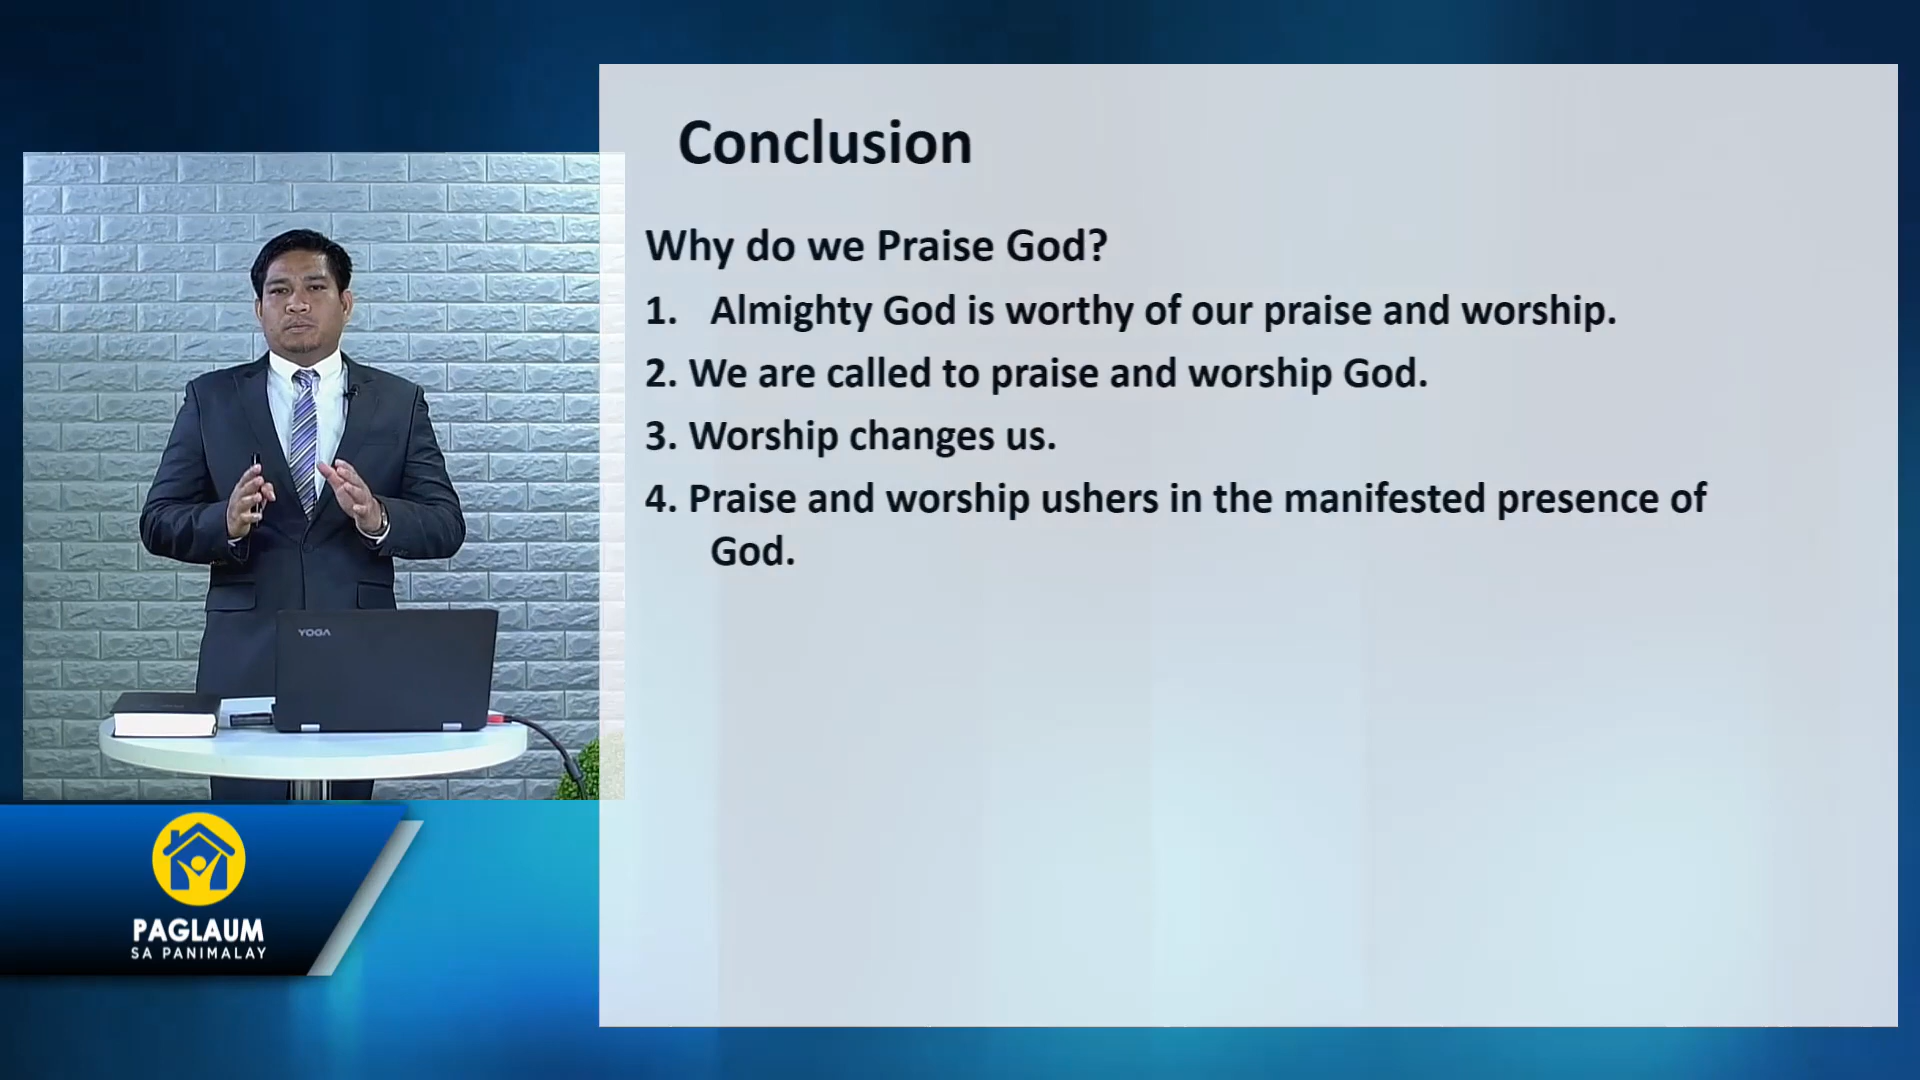 Conclusion
Why do we Praise God?
1. Almighty God is worthy of our praise and worship.
2. We are called to praise and worship God.
3. Worship changes us.
4. Praise and worship ushers in the manifested presence of
God.
YOGA
PAGLAUM
SA PANIMALAY